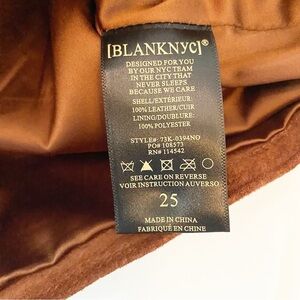 [BLANKNYC]®
DESIGNED FOR YOU
BY OUR NYC TEAM
IN THE CITY THAT
NEVER SLEEPS
BECAUSE WE CARE
SHELL/EXTÉRIEUR:
100% LEATHER/CUIR
LINING/DOUBLURE:
100% POLYESTER
STYLE#: 73K-0394NO
PO# 108573
RN# 114542
SEE CARE ON REVERSE
VOIR INSTRUCTION AUVERSO
25
MADE IN CHINA
FABRIQUÉ EN CHINE